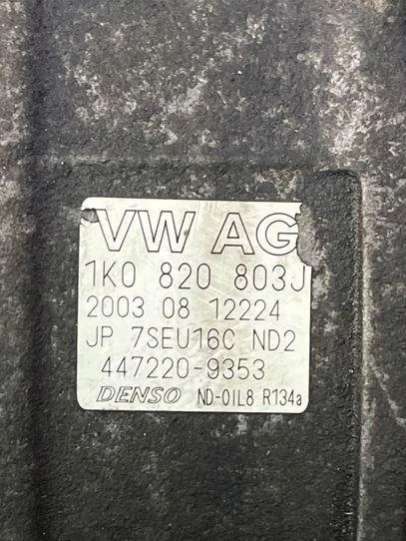 VW AG
1K0 820 803J
2003 08 12224
JP 7SEU16C ND2
447220-9353
DENSO ND-OIL8 R134a